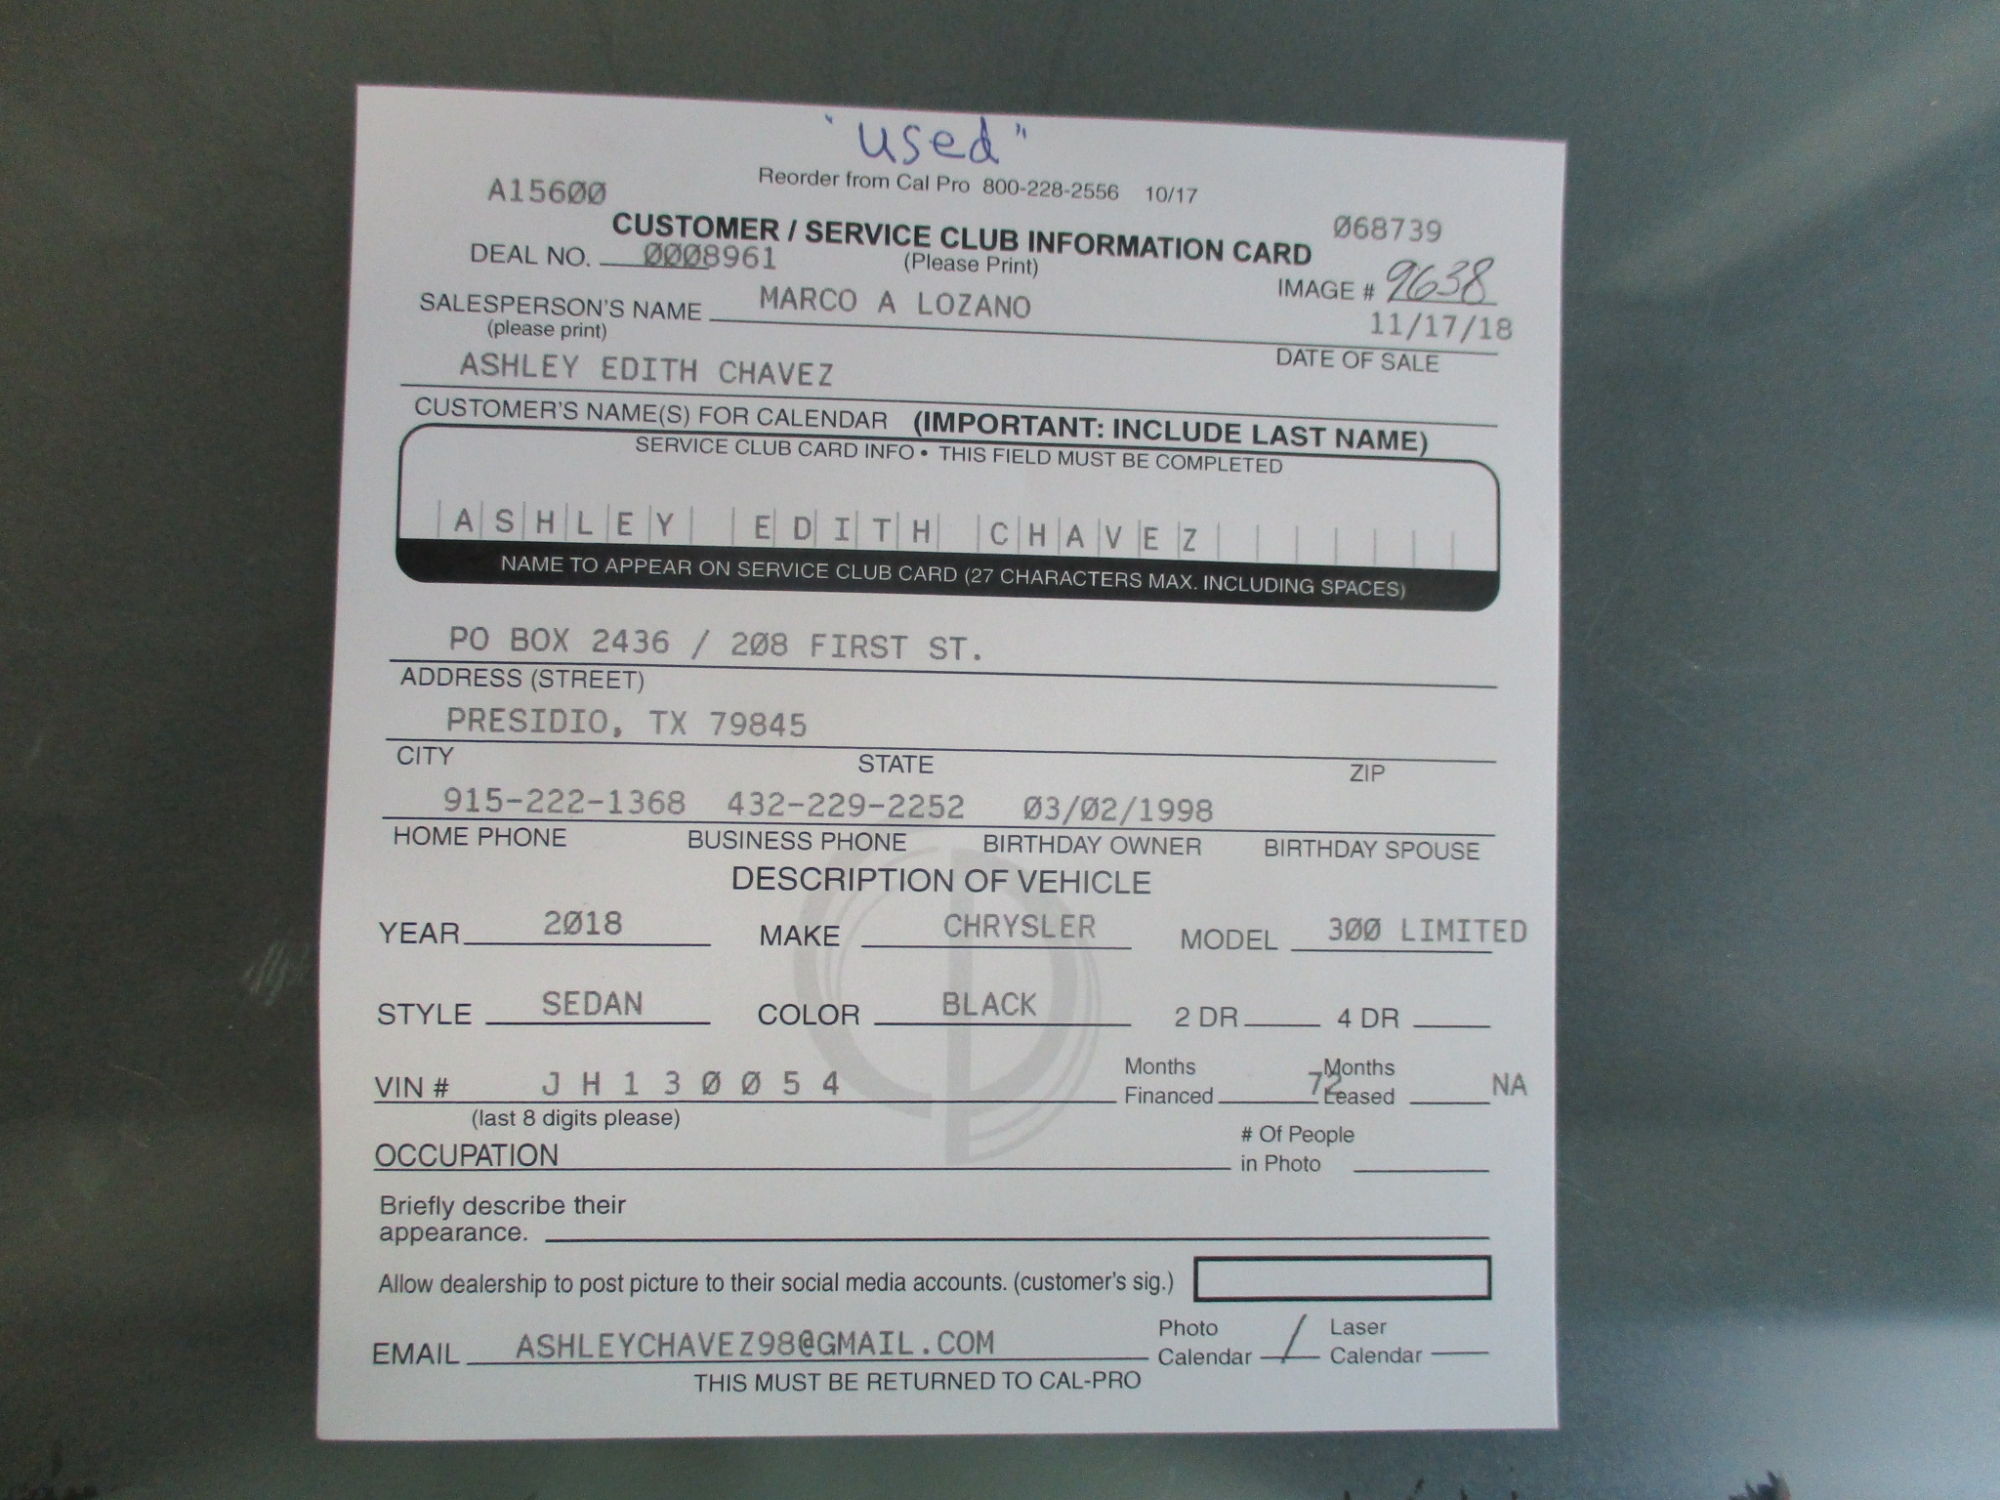 "used"
Reorder from Cal Pro 800-228-2556 10/17
A15600 068739
CUSTOMER / SERVICE CLUB INFORMATION CARD
DEAL NO. 0008961 (Please Print) IMAGE # 9638
SALESPERSON'S NAME MARCO A LOZANO 11/17/18
(please print) DATE OF SALE
ASHLEY EDITH CHAVEZ
CUSTOMER'S NAME(S) FOR CALENDAR (IMPORTANT: INCLUDE LAST NAME)
SERVICE CLUB CARD INFO • THIS FIELD MUST BE COMPLETED
ASHLEY EDITH CHAVEZ
NAME TO APPEAR ON SERVICE CLUB CARD (27 CHARACTERS MAX. INCLUDING SPACES)
PO BOX 2436 / 208 FIRST ST.
ADDRESS (STREET)
PRESIDIO, TX 79845
CITY STATE ZIP
915-222-1368 432-229-2252 03/02/1998
HOME PHONE BUSINESS PHONE BIRTHDAY OWNER BIRTHDAY SPOUSE
DESCRIPTION OF VEHICLE
YEAR 2018 MAKE CHRYSLER MODEL 300 LIMITED
STYLE SEDAN COLOR BLACK 2 DR 4 DR
VIN # JH130054 Months Financed 72 Months Leased NA
(last 8 digits please)
OCCUPATION # Of People in Photo
Briefly describe their
appearance.
Allow dealership to post picture to their social media accounts. (customer's sig.)
EMAIL ASHLEYCHAVEZ98@GMAIL.COM Photo Calendar / Laser Calendar
THIS MUST BE RETURNED TO CAL-PRO